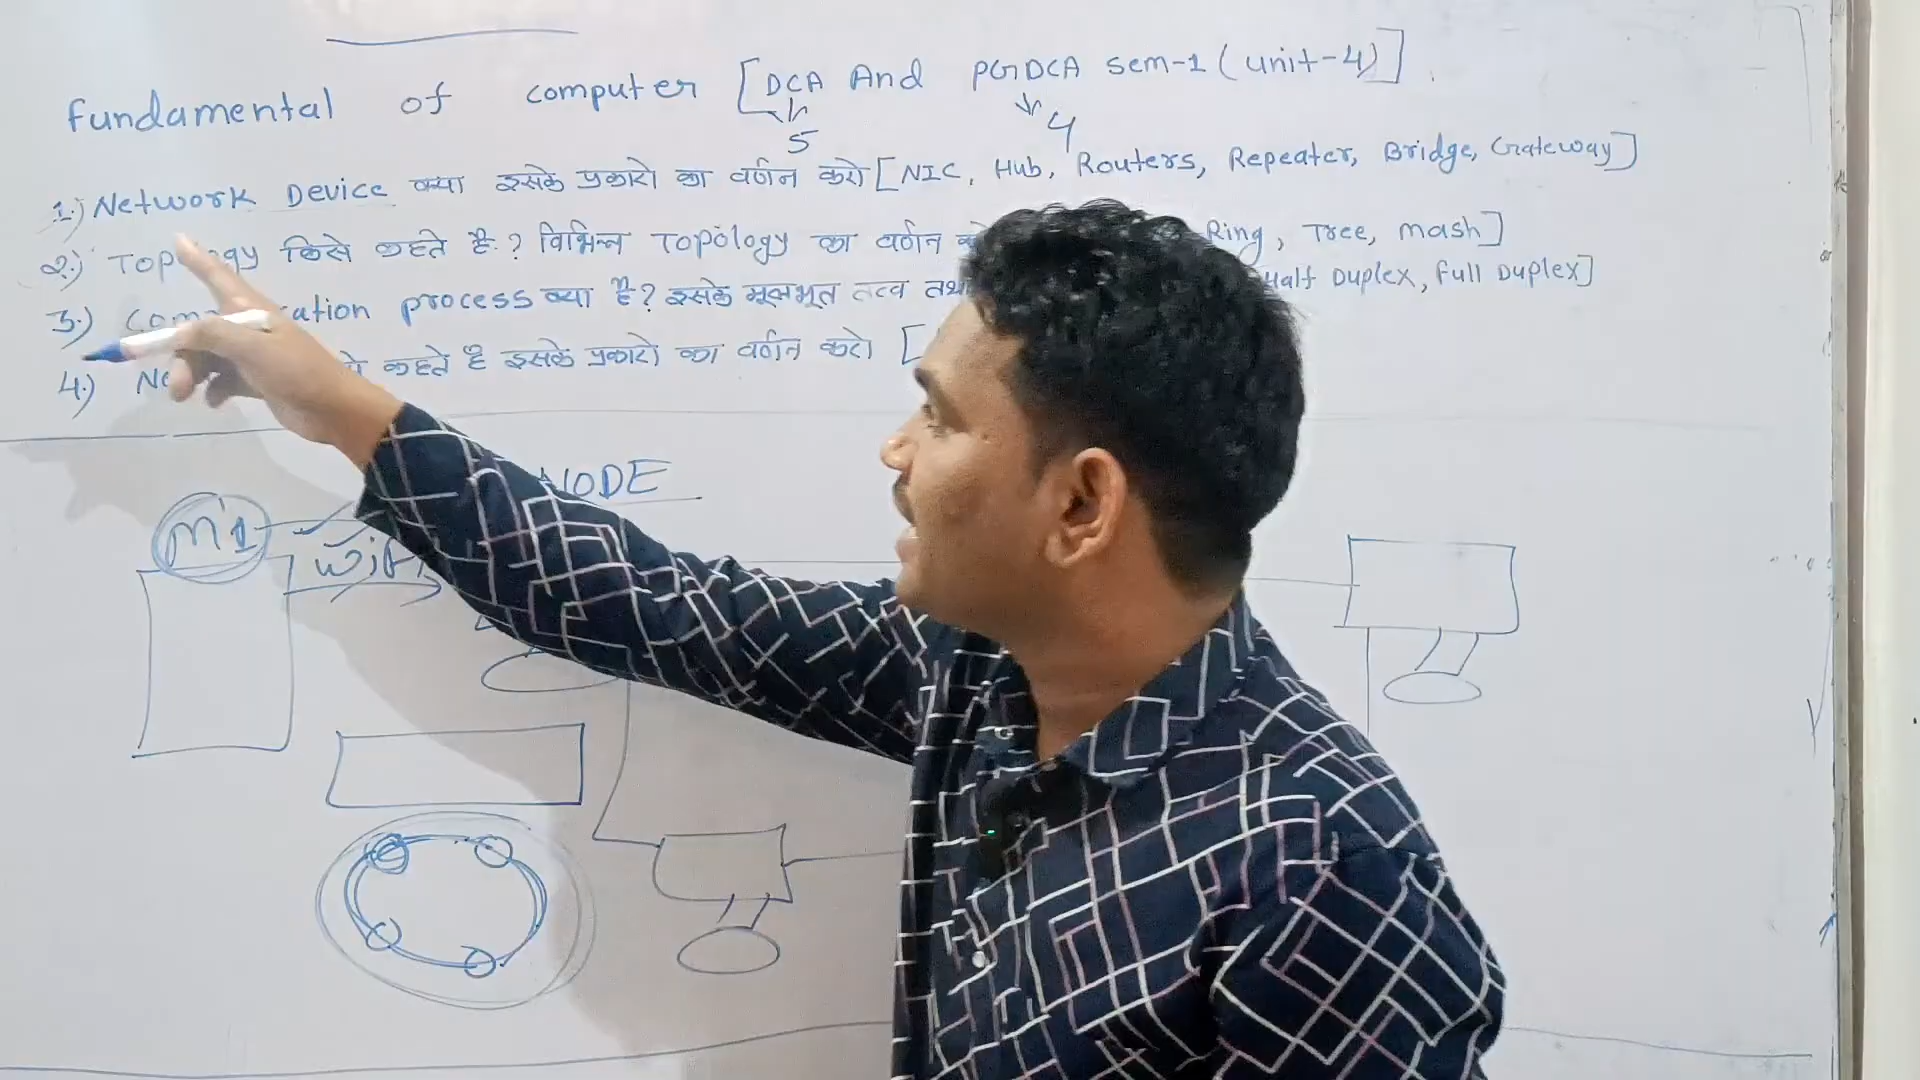 Fundamental of computer [DCA And PGDCA sem-1 (unit-4)]
5
4
1.) Network Device क्या इसके प्रकारो का वर्णन करो [NIC, Hub, Routers, Repeater, Bridge, Gateway]
2.) किसे कहते है ? विभिन्न Topology का वर्णन Ring, Tree, mash]
3.) process क्या है ? इसके मूलभूत तत्व तथा Half Duplex, Full Duplex]
4.) कहते है इसके प्रकारो का वर्णन करो [
NODE
M1